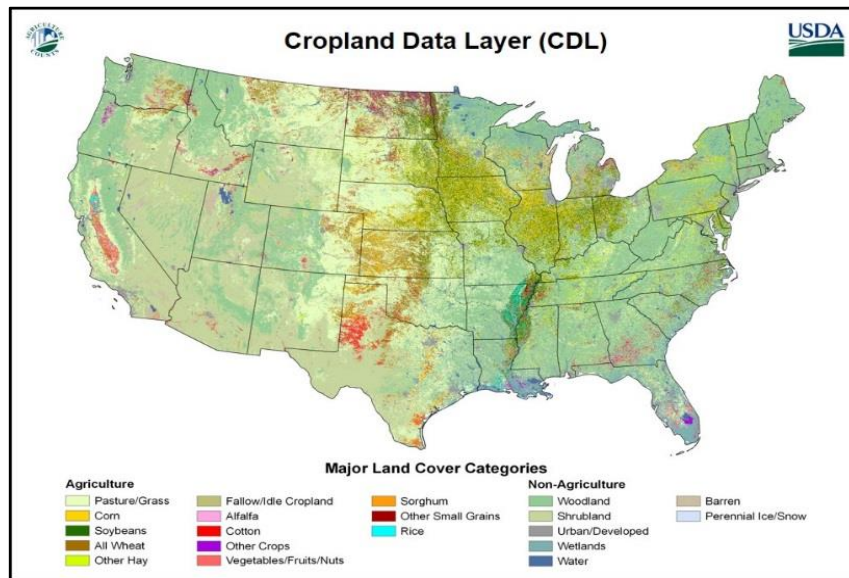 AGRICULTURE
COUNTS
Cropland Data Layer (CDL)
USDA
Major Land Cover Categories
Agriculture
Pasture/Grass
Corn
Soybeans
All Wheat
Other Hay
Fallow/Idle Cropland
Alfalfa
Cotton
Other Crops
Vegetables/Fruits/Nuts
Sorghum
Other Small Grains
Rice
Non-Agriculture
Woodland
Shrubland
Urban/Developed
Wetlands
Water
Barren
Perennial Ice/Snow